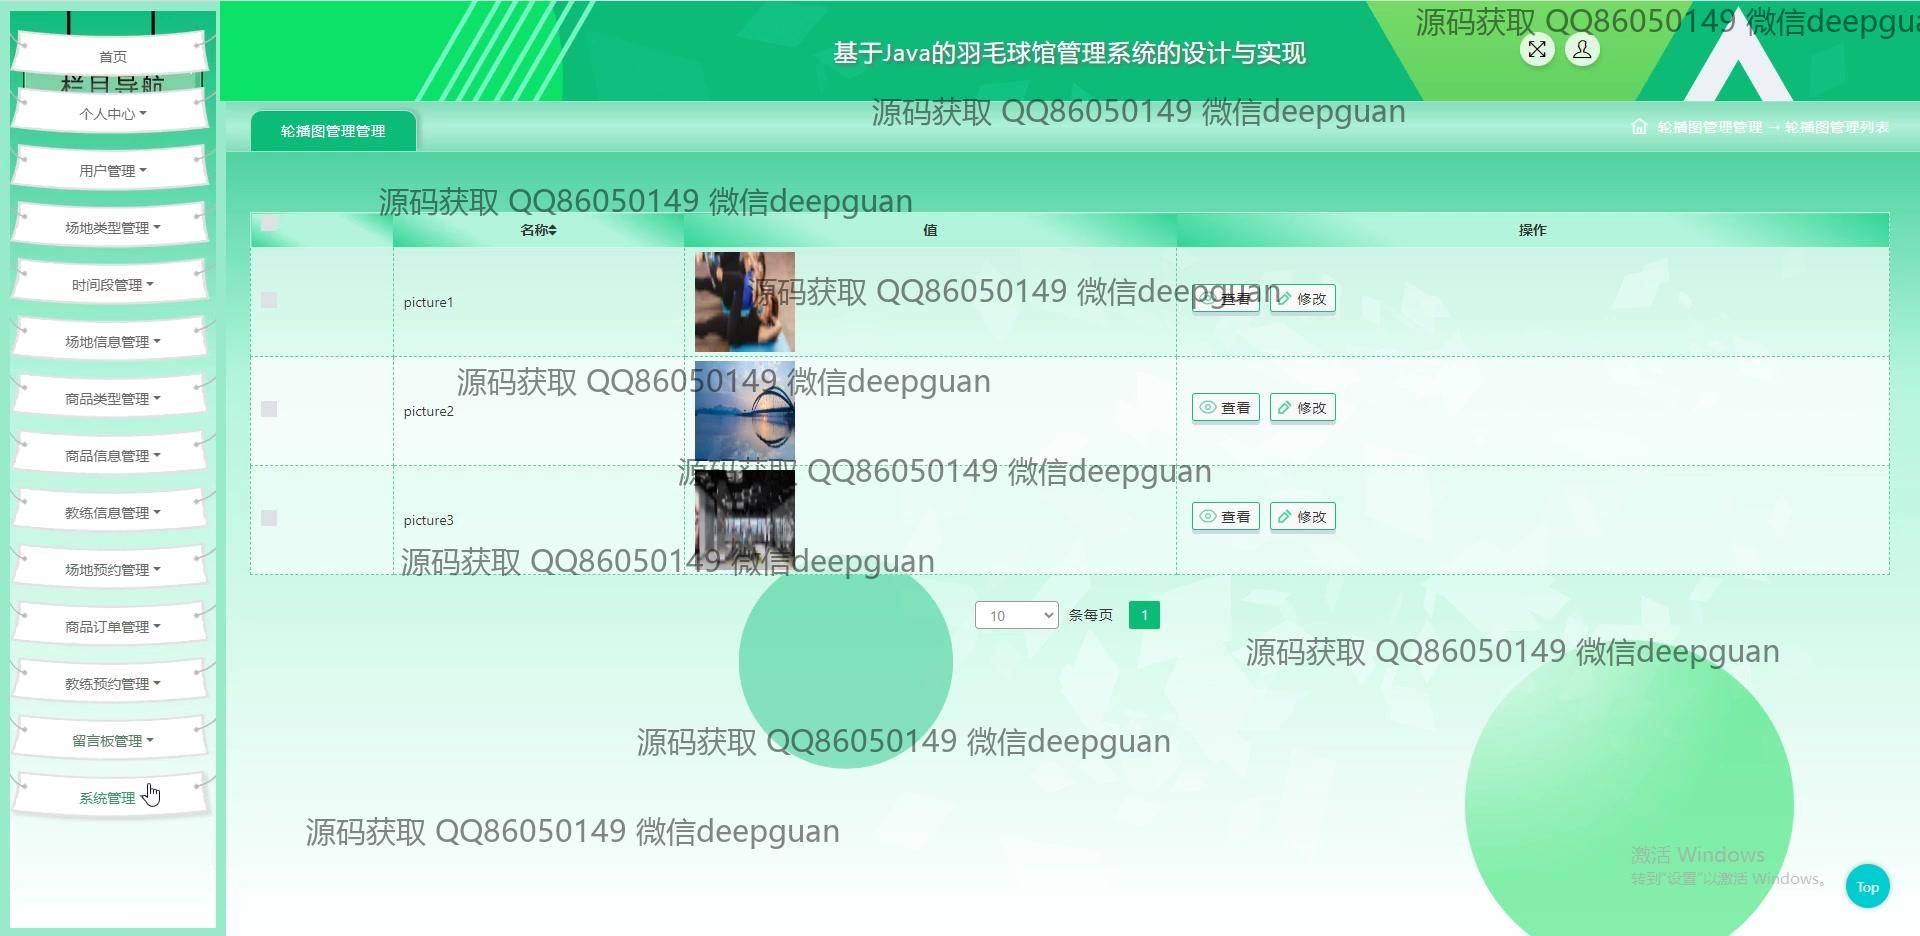 首页
栏目导航
个人中心
用户管理
场地类型管理
时间段管理
场地信息管理
商品类型管理
商品信息管理
教练信息管理
场地预约管理
商品订单管理
教练预约管理
留言板管理
系统管理
基于Java的羽毛球馆管理系统的设计与实现
源码获取 QQ86050149 微信deepgua
源码获取 QQ86050149 微信deepguan
轮播图管理管理
轮播图管理管理 → 轮播图管理列表
源码获取 QQ86050149 微信deepguan
名称 值 操作
picture1 查看 修改
源码获取 QQ86050149 微信deepguan
源码获取 QQ86050149 微信deepguan
picture2 查看 修改
源码获取 QQ86050149 微信deepguan
picture3 查看 修改
源码获取 QQ86050149 微信deepguan
10 条每页 1
源码获取 QQ86050149 微信deepguan
源码获取 QQ86050149 微信deepguan
源码获取 QQ86050149 微信deepguan
激活 Windows
转到"设置"以激活 Windows。
Top